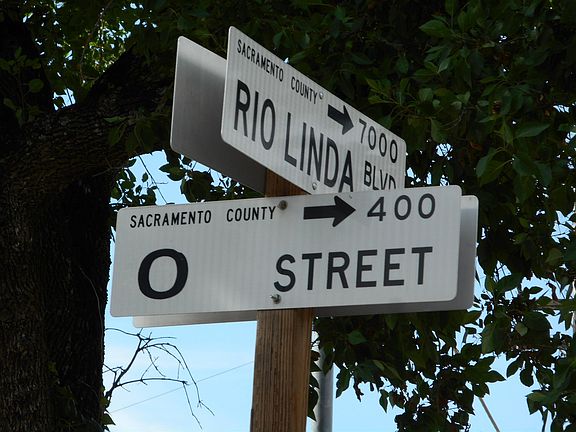 SACRAMENTO COUNTY → 7000
RIO LINDA BLVD
SACRAMENTO COUNTY → 400
O STREET